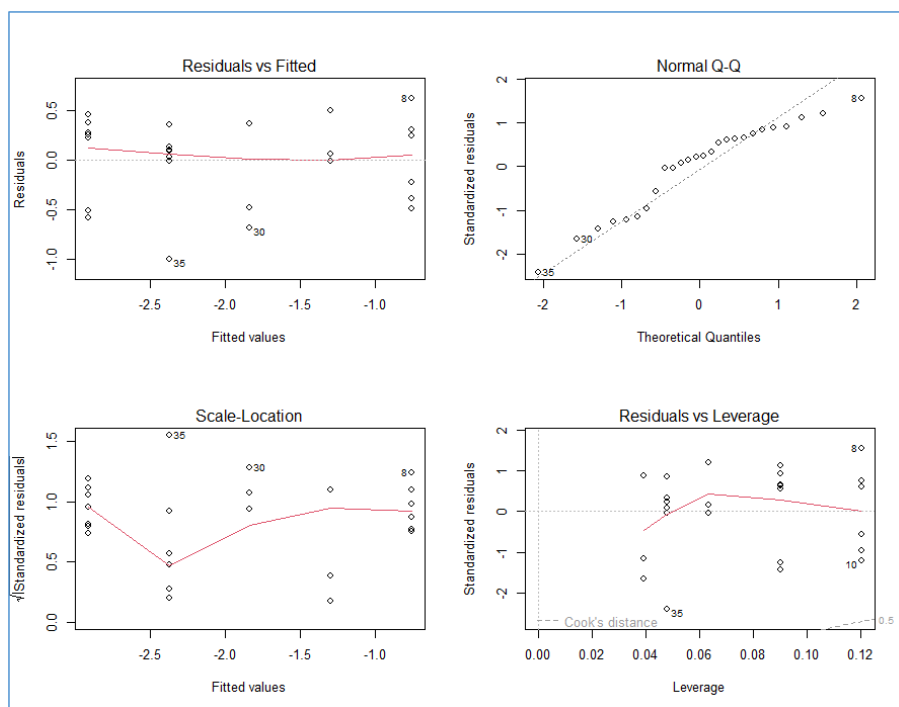 Residuals vs Fitted
Residuals
0.5
0.0
-0.5
-1.0
8
30
35
-2.5 -2.0 -1.5 -1.0
Fitted values
Normal Q-Q
Standardized residuals
2
1
0
-1
-2
8
30
35
-2 -1 0 1 2
Theoretical Quantiles
Scale-Location
√|Standardized residuals|
1.5
1.0
0.5
0.0
35
30
8
-2.5 -2.0 -1.5 -1.0
Fitted values
Residuals vs Leverage
Standardized residuals
2
1
0
-1
-2
8
10
35
Cook's distance
0.5
0.00 0.02 0.04 0.06 0.08 0.10 0.12
Leverage